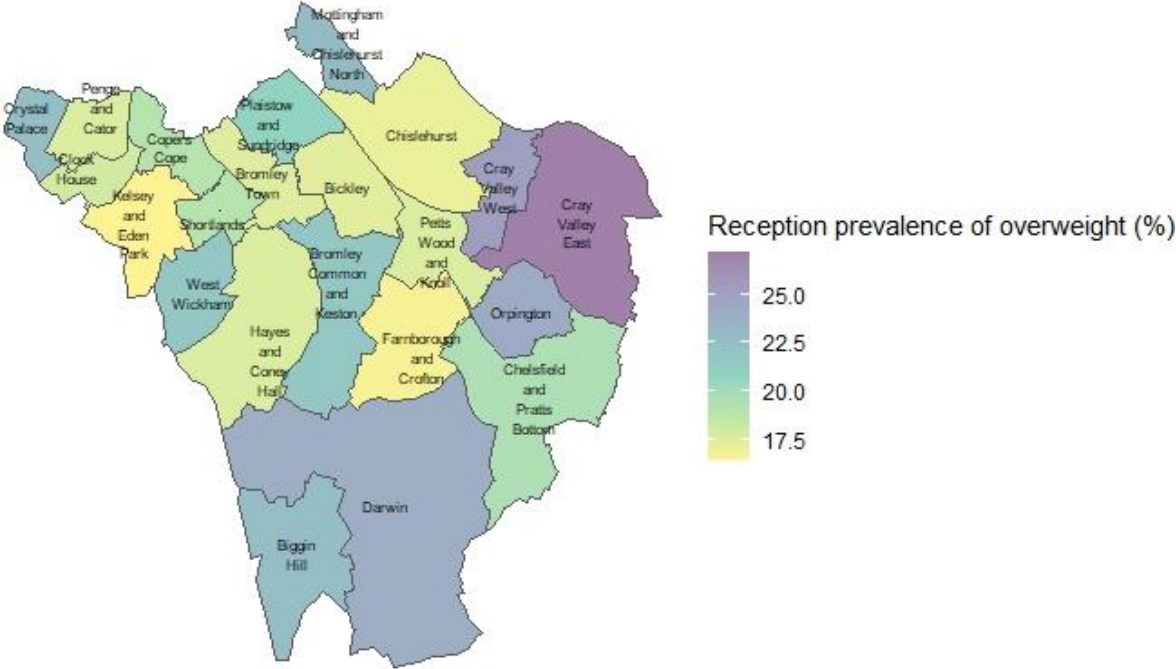 Mottingham
and
Chislehurst
North
Penge
and
Cator
Crystal
Palace
Plaistow
and
Sundridge
Chislehurst
Copers
Cope
Clock
House
Cray
Valley
West
Bromley
Town
Bickley
Kelsey
and
Eden
Park
Cray
Valley
East
Shortlands
Petts
Wood
and
Knoll
Reception prevalence of overweight (%)
25.0
22.5
20.0
17.5
Bromley
Common
and
Keston
West
Wickham
Orpington
Hayes
and
Coney
Hall
Farnborough
and
Crofton
Chelsfield
and
Pratts
Bottom
Darwin
Biggin
Hill